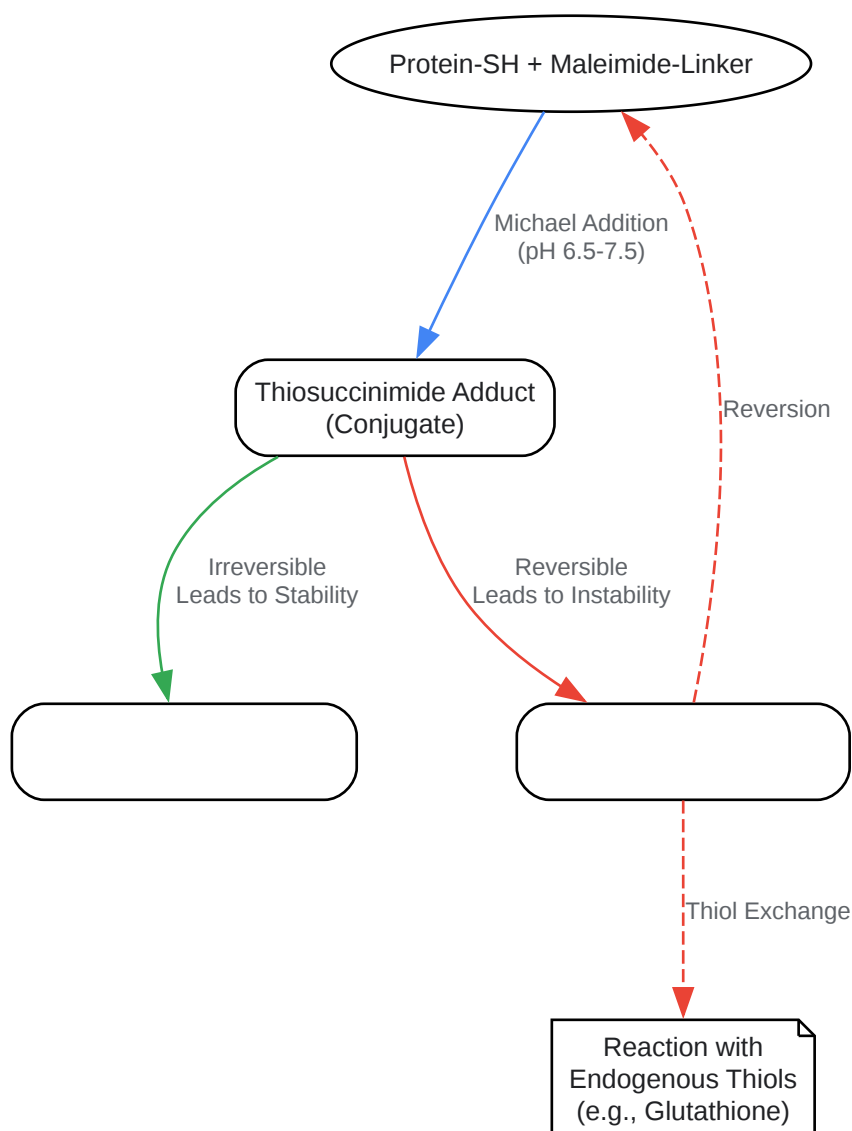 Protein-SH + Maleimide-Linker
Michael Addition
(pH 6.5-7.5)
Thiosuccinimide Adduct
(Conjugate)
Reversion
Irreversible
Leads to Stability
Reversible
Leads to Instability
Thiol Exchange
Reaction with
Endogenous Thiols
(e.g., Glutathione)